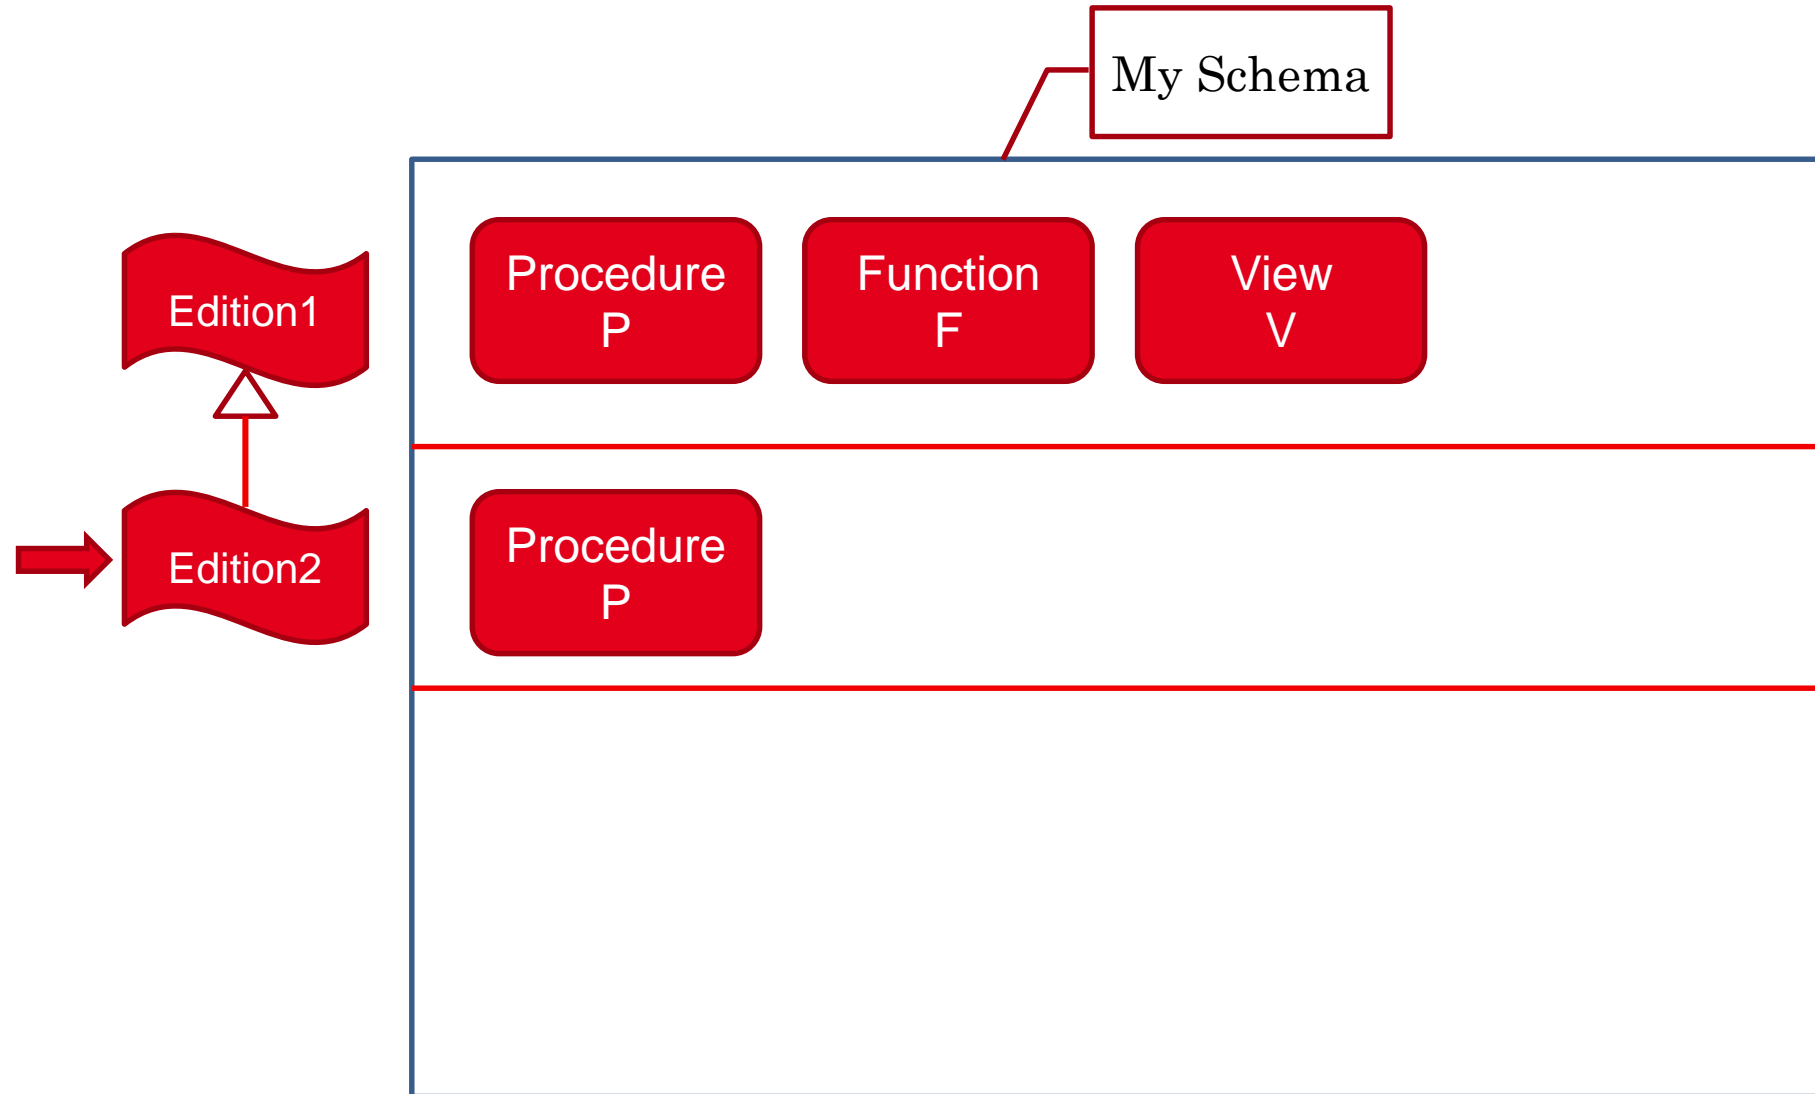 My Schema
Edition1
Procedure
P
Function
F
View
V
Edition2
Procedure
P